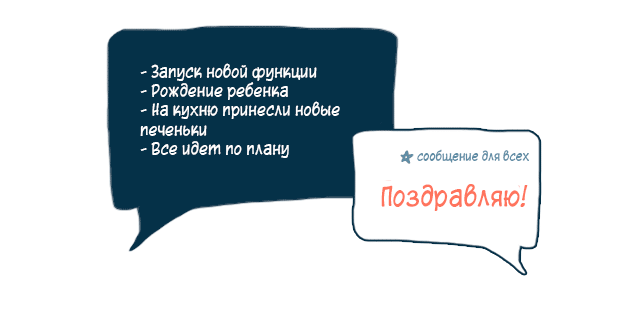 - Запуск новой функции
- Рождение ребенка
- На кухню принесли новые
печеньки
- Все идет по плану
сообщение для всех
Поздравляю!